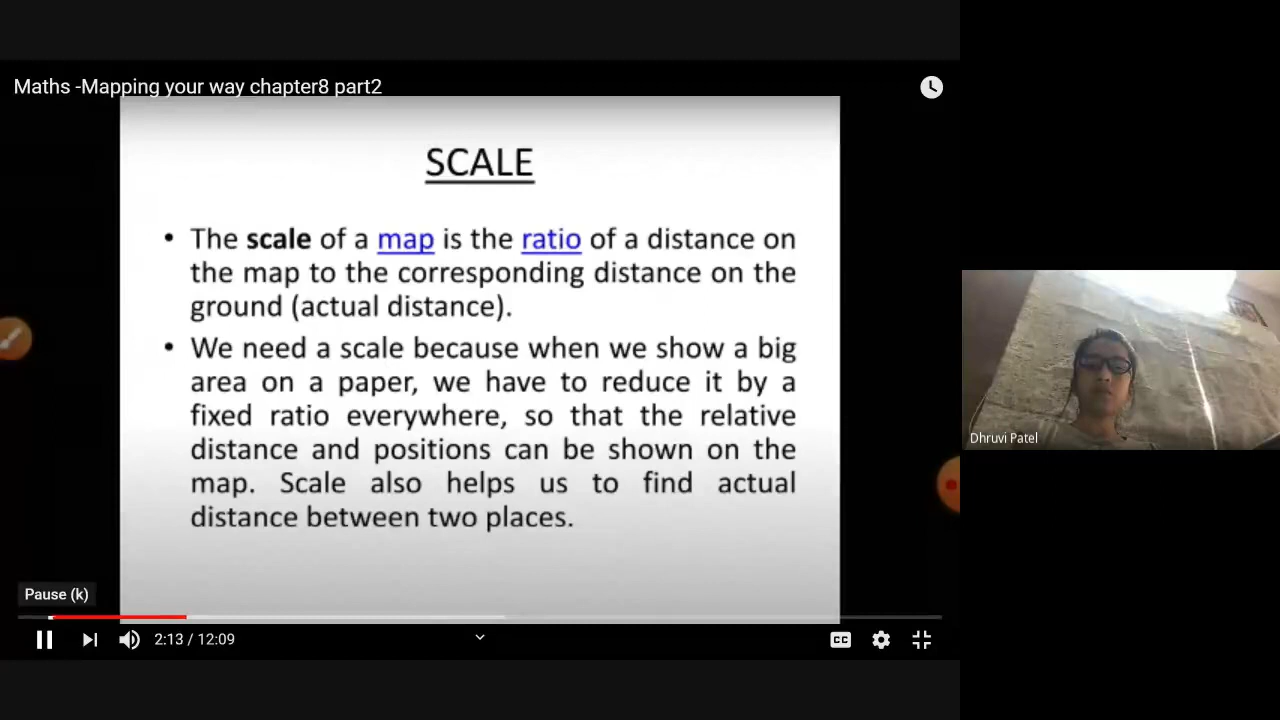 Maths -Mapping your way chapter8 part2
SCALE
• The scale of a map is the ratio of a distance on
the map to the corresponding distance on the
ground (actual distance).
• We need a scale because when we show a big
area on a paper, we have to reduce it by a
fixed ratio everywhere, so that the relative
distance and positions can be shown on the
map. Scale also helps us to find actual
distance between two places.
Dhruvi Patel
Pause (k)
2:13 / 12:09
CC